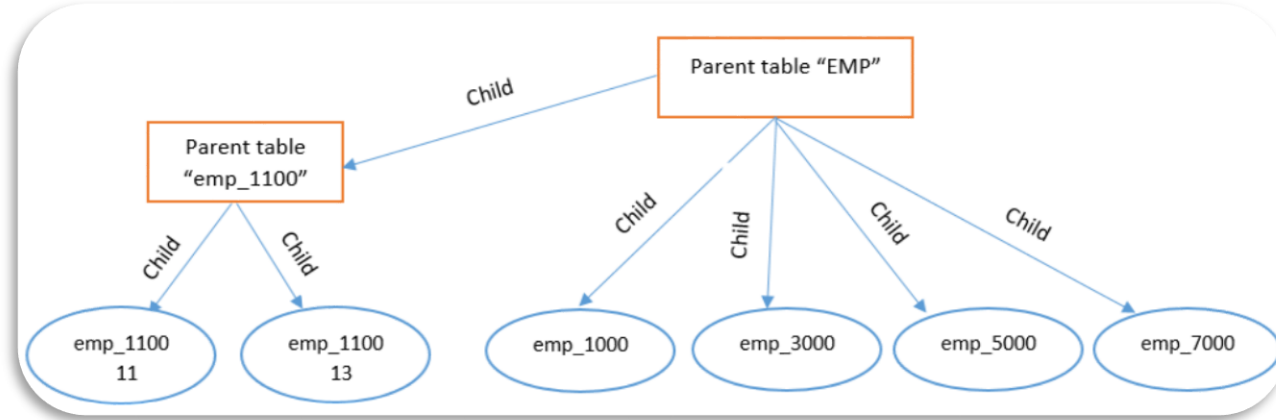 Parent table “EMP”
Child
Parent table
“emp_1100”
Child
Child
Child
Child
Child
Child
emp_1100
11
emp_1100
13
emp_1000
emp_3000
emp_5000
emp_7000